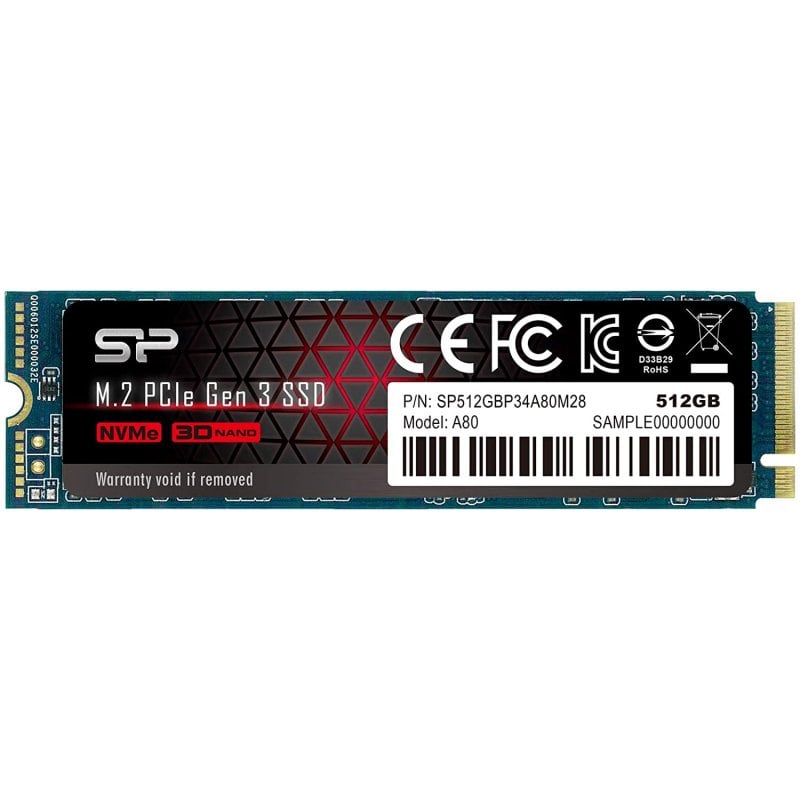 Q0060125E000032E
SP
M.2 PCIe Gen 3 SSD
NVMe 3D NAND
Warranty void if removed
CE FC
D33B29
RoHS
P/N: SP512GBP34A80M28 512GB
Model: A80 SAMPLE00000000